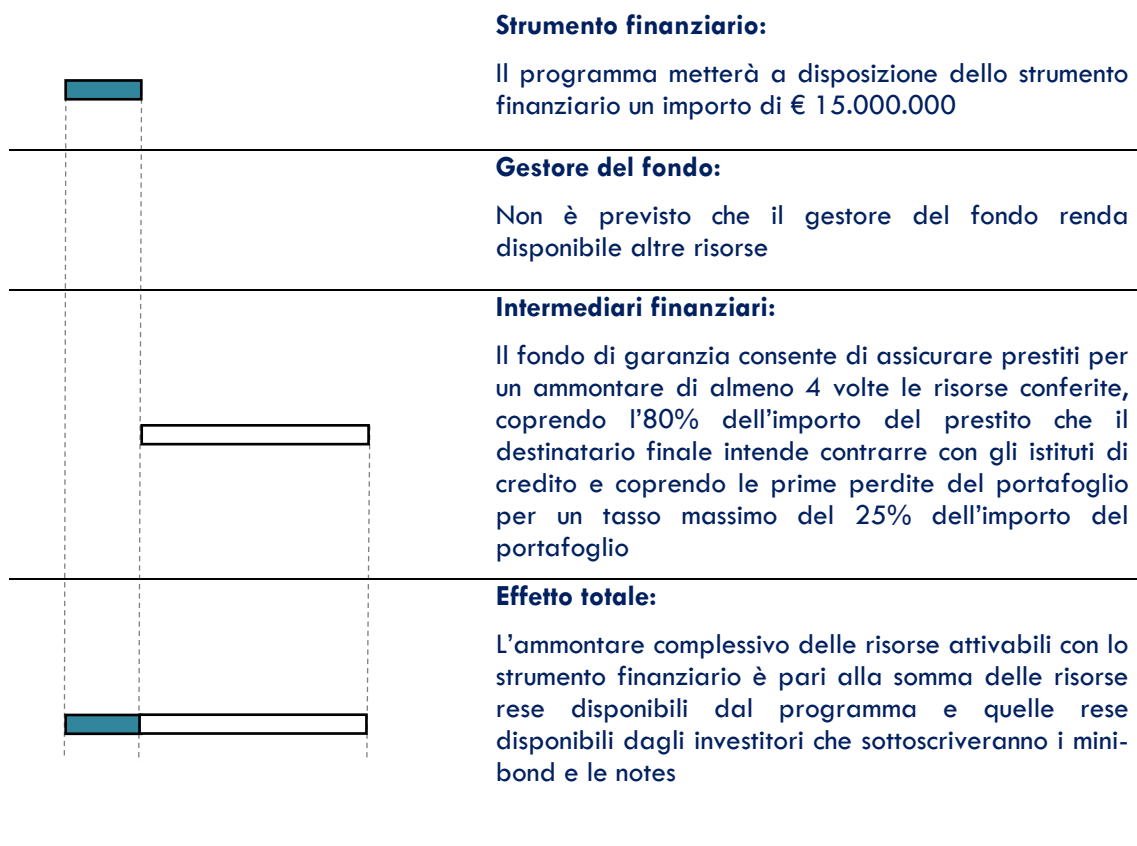 Strumento finanziario:
Il programma metterà a disposizione dello strumento
finanziario un importo di € 15.000.000
Gestore del fondo:
Non è previsto che il gestore del fondo renda
disponibile altre risorse
Intermediari finanziari:
Il fondo di garanzia consente di assicurare prestiti per
un ammontare di almeno 4 volte le risorse conferite,
coprendo l’80% dell’importo del prestito che il
destinatario finale intende contrarre con gli istituti di
credito e coprendo le prime perdite del portafoglio
per un tasso massimo del 25% dell’importo del
portafoglio
Effetto totale:
L’ammontare complessivo delle risorse attivabili con lo
strumento finanziario è pari alla somma delle risorse
rese disponibili dal programma e quelle rese
disponibili dagli investitori che sottoscriveranno i mini-
bond e le notes